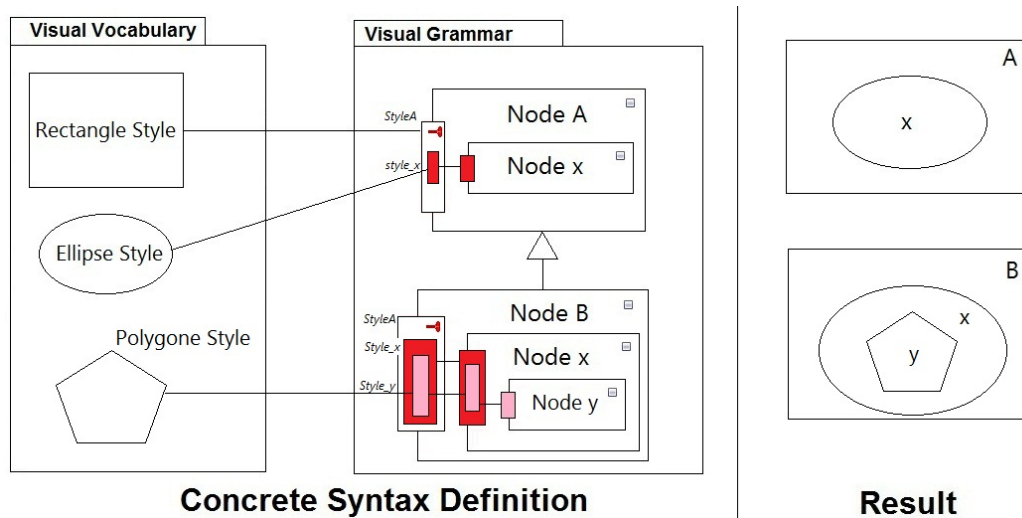 Visual Vocabulary
Rectangle Style
Ellipse Style
Polygone Style
Visual Grammar
StyleA
Node A
style_x
Node x
StyleA
Node B
Style_x
Node x
Style_y
Node y
Concrete Syntax Definition
A
x
B
x
y
Result